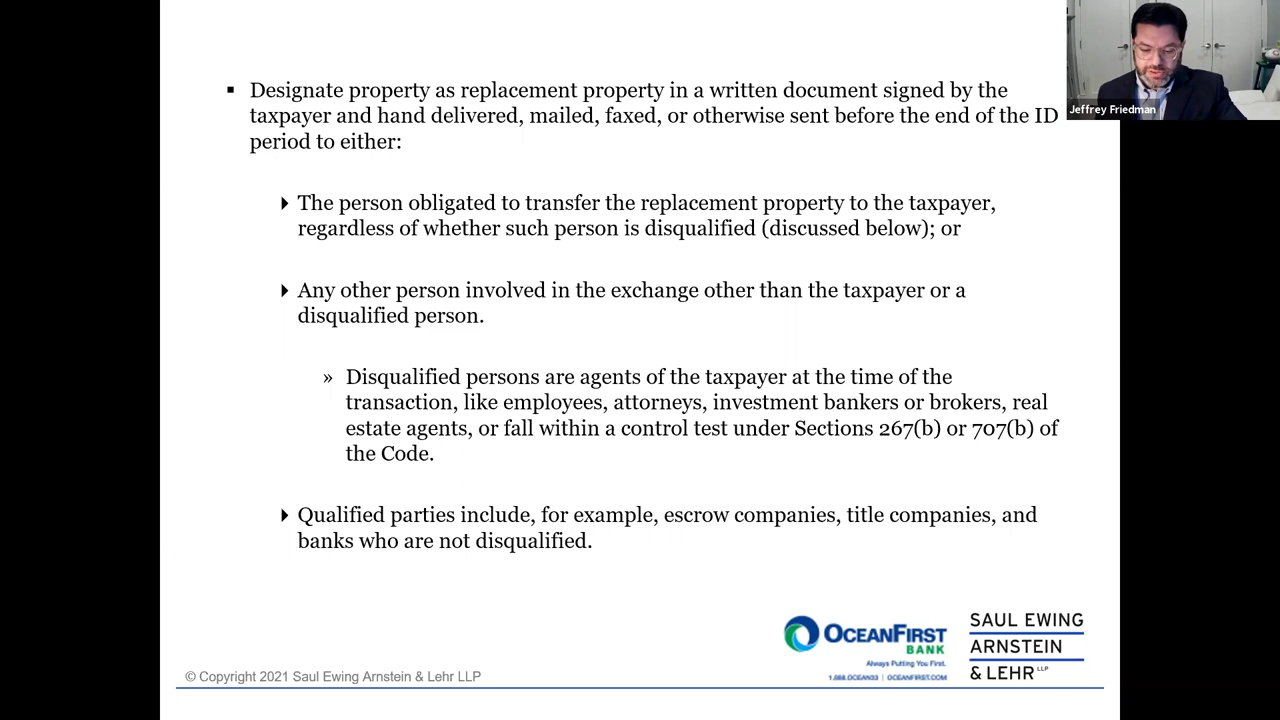 Designate property as replacement property in a written document signed by the
taxpayer and hand delivered, mailed, faxed, or otherwise sent before the end of the ID
period to either:
The person obligated to transfer the replacement property to the taxpayer,
regardless of whether such person is disqualified (discussed below); or
Any other person involved in the exchange other than the taxpayer or a
disqualified person.
» Disqualified persons are agents of the taxpayer at the time of the
transaction, like employees, attorneys, investment bankers or brokers, real
estate agents, or fall within a control test under Sections 267(b) or 707(b) of
the Code.
Qualified parties include, for example, escrow companies, title companies, and
banks who are not disqualified.
Jeffrey Friedman
OCEANFIRST
BANK
Always Putting You First.
1.888.OCEAN33 | OCEANFIRST.COM
SAUL EWING
ARNSTEIN
& LEHR LLP
© Copyright 2021 Saul Ewing Arnstein & Lehr LLP